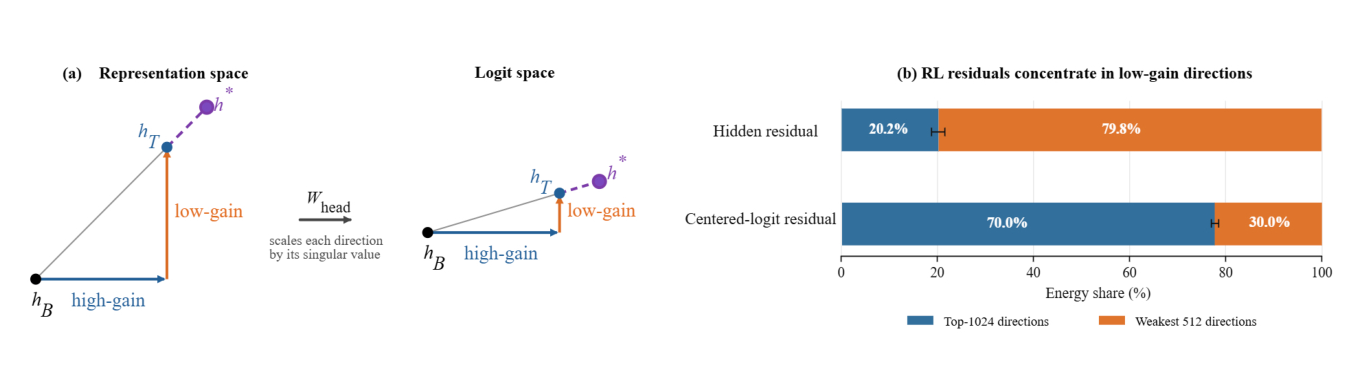 (a) Representation space
h*
h_T
low-gain
h_B
high-gain
W_head
scales each direction
by its singular value
Logit space
h*
h_T
low-gain
h_B
high-gain
(b) RL residuals concentrate in low-gain directions
Hidden residual
20.2%
79.8%
Centered-logit residual
70.0%
30.0%
0 20 40 60 80 100
Energy share (%)
Top-1024 directions
Weakest 512 directions